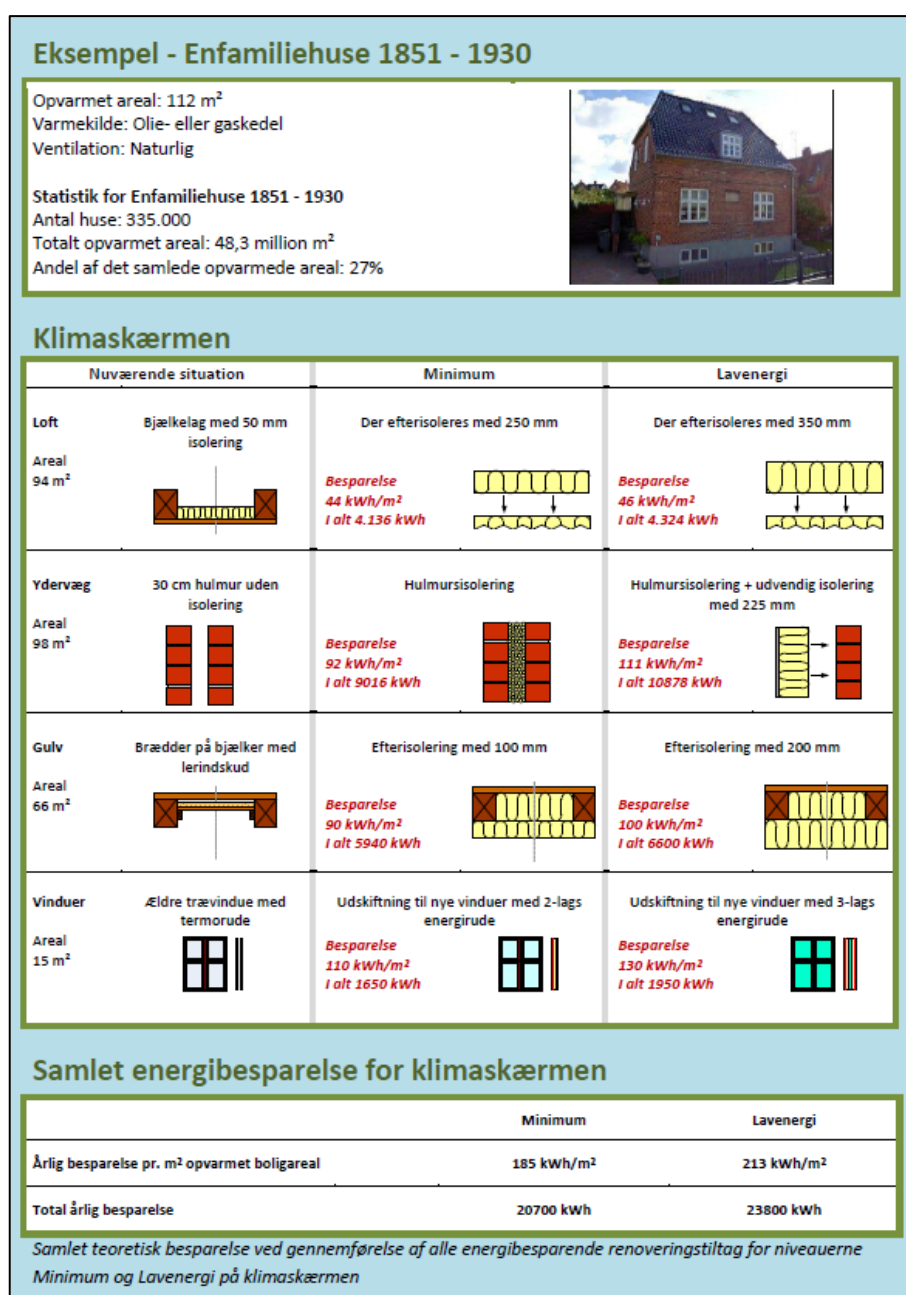 Eksempel - Enfamiliehuse 1851 - 1930
Opvarmet areal: 112 m²
Varmekilde: Olie- eller gaskedel
Ventilation: Naturlig
Statistik for Enfamiliehuse 1851 - 1930
Antal huse: 335.000
Totalt opvarmet areal: 48,3 million m²
Andel af det samlede opvarmede areal: 27%
Klimaskærmen
Nuværende situation
Minimum
Lavenergi
Loft
Areal
94 m²
Bjælkelag med 50 mm
isolering
Der efterisoleres med 250 mm
Besparelse
44 kWh/m²
I alt 4.136 kWh
Der efterisoleres med 350 mm
Besparelse
46 kWh/m²
I alt 4.324 kWh
Ydervæg
Areal
98 m²
30 cm hulmur uden
isolering
Hulmursisolering
Besparelse
92 kWh/m²
I alt 9016 kWh
Hulmursisolering + udvendig isolering
med 225 mm
Besparelse
111 kWh/m²
I alt 10878 kWh
Gulv
Areal
66 m²
Brædder på bjælker med
lerindskud
Efterisolering med 100 mm
Besparelse
90 kWh/m²
I alt 5940 kWh
Efterisolering med 200 mm
Besparelse
100 kWh/m²
I alt 6600 kWh
Vinduer
Areal
15 m²
Ældre trævindue med
termorude
Udskiftning til nye vinduer med 2-lags
energirude
Besparelse
110 kWh/m²
I alt 1650 kWh
Udskiftning til nye vinduer med 3-lags
energirude
Besparelse
130 kWh/m²
I alt 1950 kWh
Samlet energibesparelse for klimaskærmen
Minimum
Lavenergi
Årlig besparelse pr. m² opvarmet boligareal
185 kWh/m²
213 kWh/m²
Total årlig besparelse
20700 kWh
23800 kWh
Samlet teoretisk besparelse ved gennemførelse af alle energibesparende renoveringstiltag for niveauerne
Minimum og Lavenergi på klimaskærmen